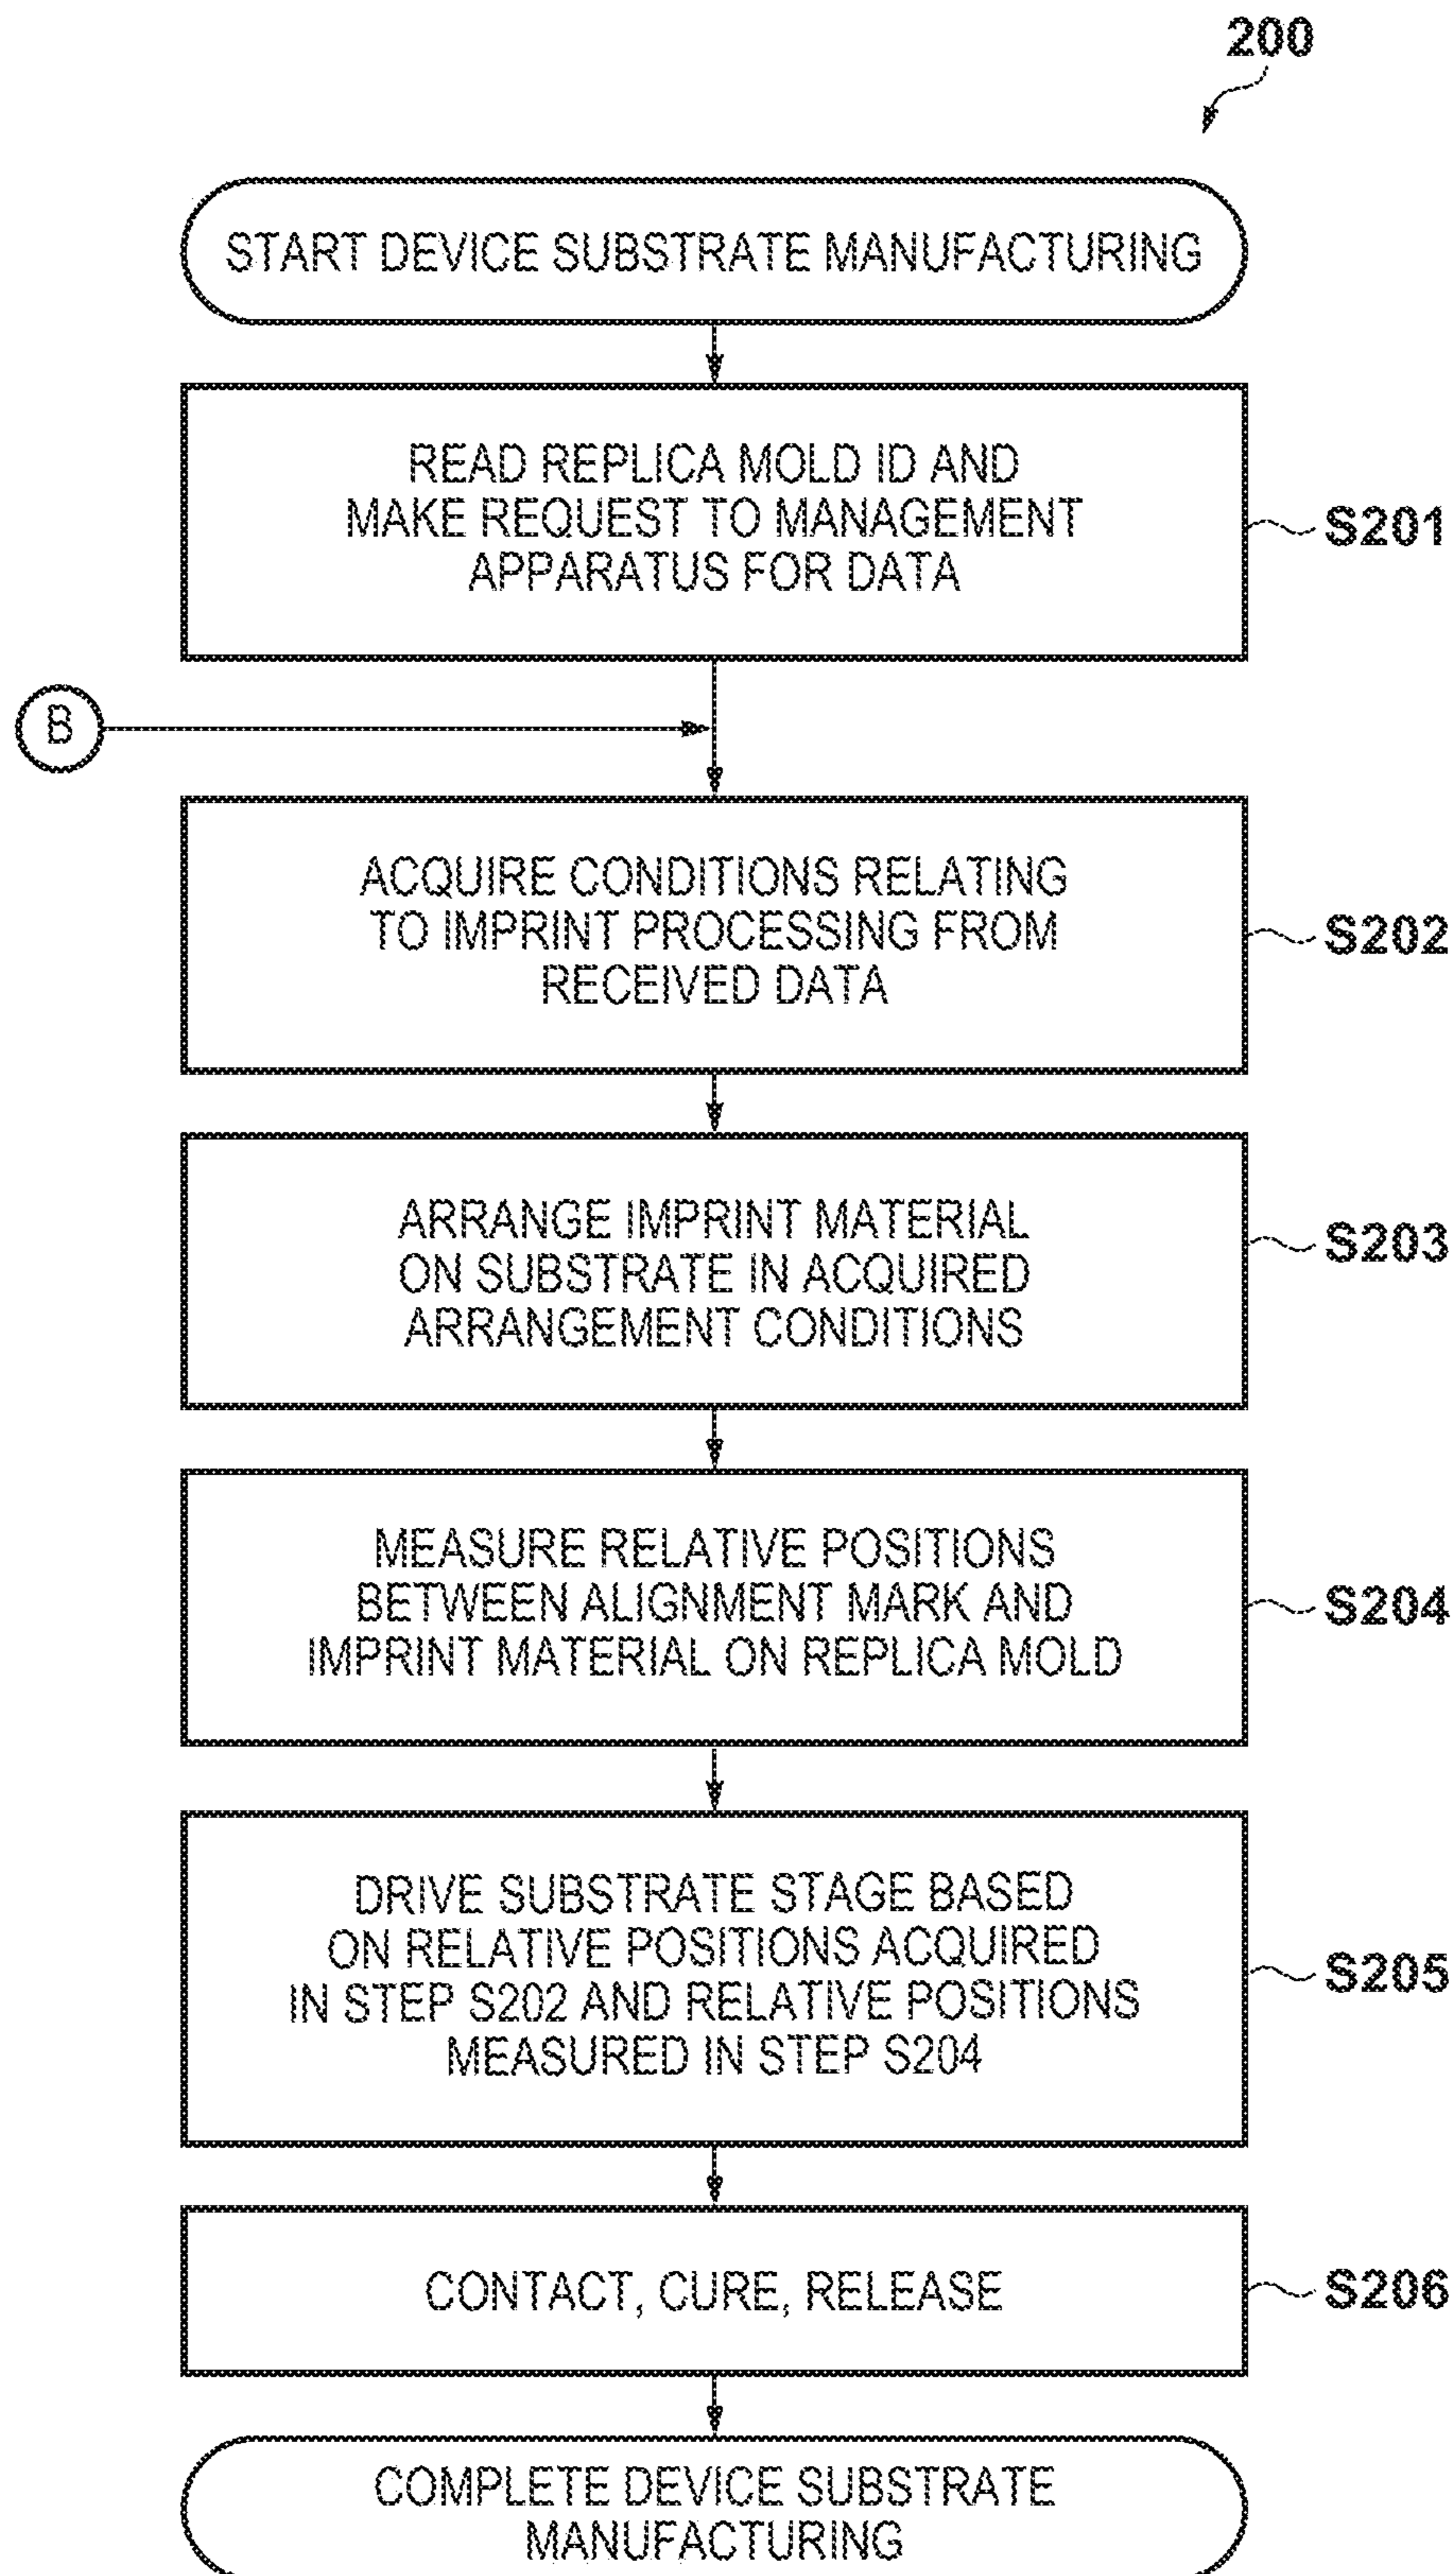 200
START DEVICE SUBSTRATE MANUFACTURING
READ REPLICA MOLD ID AND
MAKE REQUEST TO MANAGEMENT
APPARATUS FOR DATA
S201
B
ACQUIRE CONDITIONS RELATING
TO IMPRINT PROCESSING FROM
RECEIVED DATA
S202
ARRANGE IMPRINT MATERIAL
ON SUBSTRATE IN ACQUIRED
ARRANGEMENT CONDITIONS
S203
MEASURE RELATIVE POSITIONS
BETWEEN ALIGNMENT MARK AND
IMPRINT MATERIAL ON REPLICA MOLD
S204
DRIVE SUBSTRATE STAGE BASED
ON RELATIVE POSITIONS ACQUIRED
IN STEP S202 AND RELATIVE POSITIONS
MEASURED IN STEP S204
S205
CONTACT, CURE, RELEASE
S206
COMPLETE DEVICE SUBSTRATE
MANUFACTURING